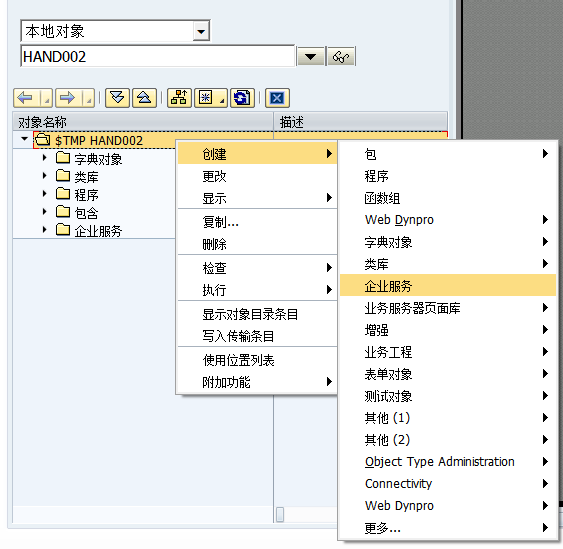 本地对象
HAND002
对象名称
描述
$TMP HAND002
字典对象
类库
程序
包含
企业服务
创建
更改
显示
复制...
删除
检查
执行
显示对象目录条目
写入传输条目
使用位置列表
附加功能
包
程序
函数组
Web Dynpro
字典对象
类库
企业服务
业务服务器页面库
增强
业务工程
表单对象
测试对象
其他 (1)
其他 (2)
Object Type Administration
Connectivity
Web Dynpro
更多...